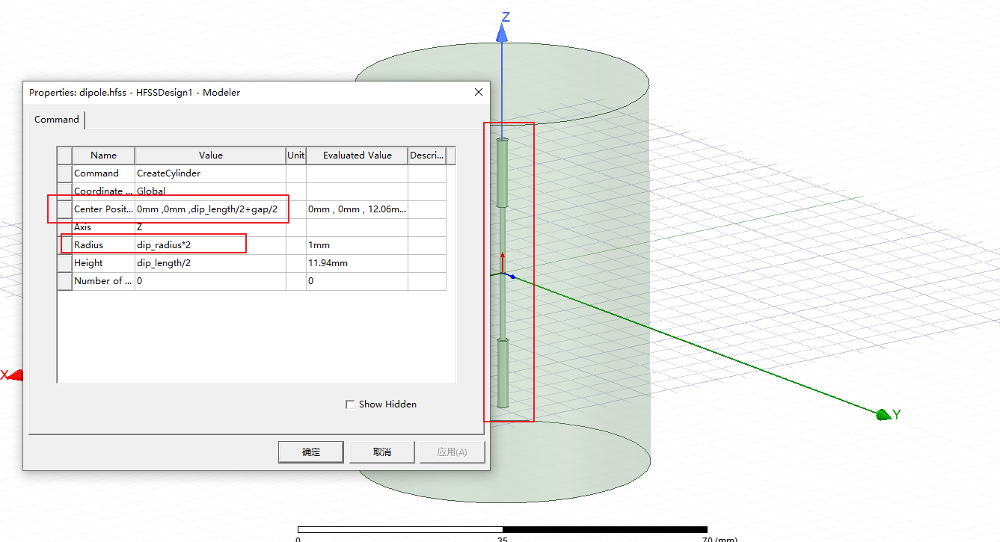 Z
Properties: dipole.hfss - HFSSDesign1 - Modeler
Command
Name Value Unit Evaluated Value Descri...
Command CreateCylinder
Coordinate ... Global
Center Posit... 0mm ,0mm ,dip_length/2+gap/2 0mm , 0mm , 12.06m...
Axis Z
Radius dip_radius*2 1mm
Height dip_length/2 11.94mm
Number of ... 0 0
X
Show Hidden
Y
确定 取消 应用(A)
0 35 70 (mm)